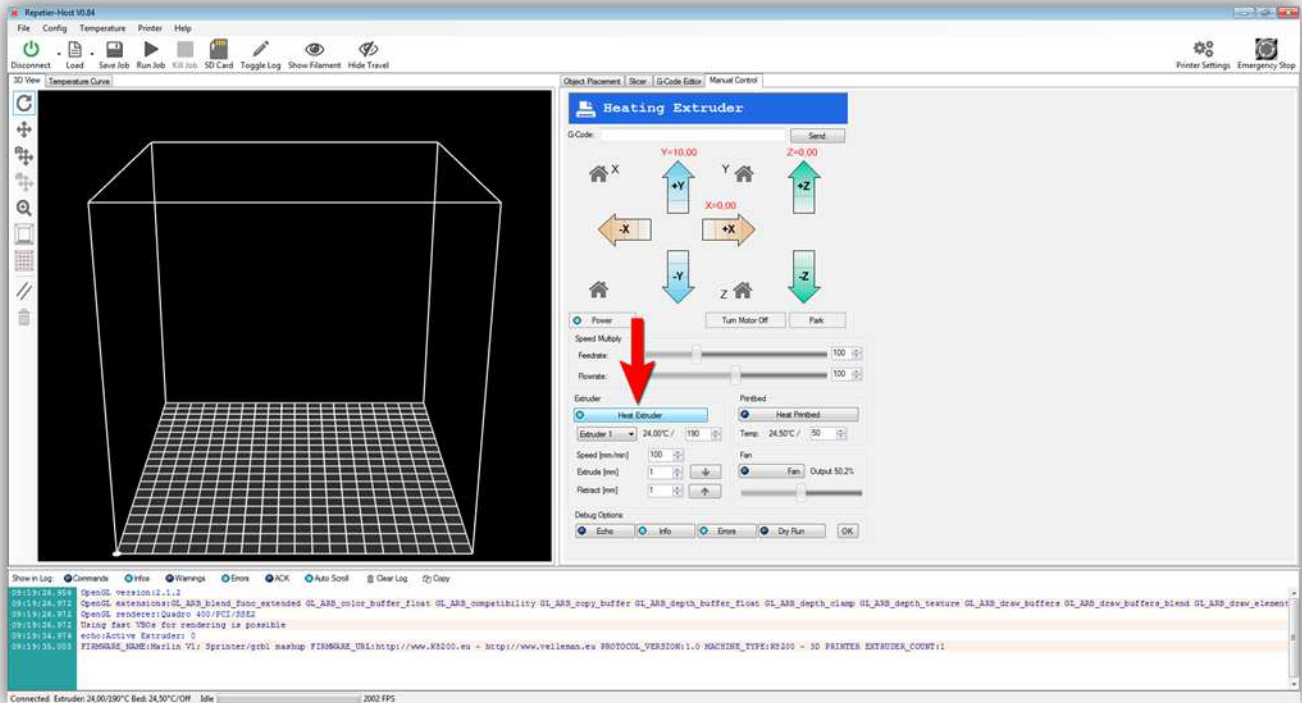 Repetier-Host V0.84
File Config Temperature Printer Help
Disconnect Load Save Job Run Job Kill Job SD Card Toggle Log Show Filament Hide Travel Printer Settings Emergency Stop
3D View Temperature Curve
Object Placement Slicer G-Code Editor Manual Control
Heating Extruder
G-Code: Send
Y=10,00 Z=0,00
X Y
+Y +Z
X=0,00
-X +X
-Y -Z
Z
Power Turn Motor Off Park
Speed Multiply
Feedrate: 100
Flowrate: 100
Extruder Printbed
Heat Extruder Heat Printbed
Extruder 1 24,00°C / 190 Temp. 24,50°C / 50
Speed [mm/min] 100 Fan
Extrude [mm] 1 Fan Output 50,2%
Retract [mm] 1
Debug Options
Echo Info Errors Dry Run OK
Show in Log: Commands Infos Warnings Errors ACK Auto Scroll Clear Log Copy
09:19:26.958 OpenGL version:2.1.2
09:19:26.972 OpenGL extensions:GL_ARB_blend_func_extended GL_ARB_color_buffer_float GL_ARB_compatibility GL_ARB_copy_buffer GL_ARB_depth_buffer_float GL_ARB_depth_clamp GL_ARB_depth_texture GL_ARB_draw_buffers GL_ARB_draw_buffers_blend GL_ARB_draw_element
09:19:26.972 OpenGL renderer:Quadro 400/PCI/SSE2
09:19:26.972 Using fast VBOs for rendering is possible
09:19:34.974 echo:Active Extruder: 0
09:19:35.005 FIRMWARE_NAME:Marlin V1; Sprinter/grbl mashup FIRMWARE_URL:http://www.K8200.eu - http://www.velleman.eu PROTOCOL_VERSION:1.0 MACHINE_TYPE:K8200 - 3D PRINTER EXTRUDER_COUNT:1
Connected Extruder: 24,00/190°C Bed: 24,50°C/Off Idle 2002 FPS